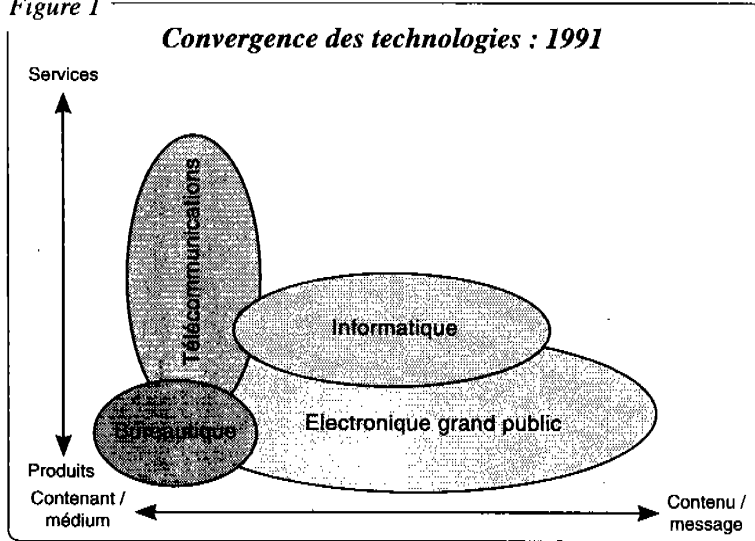 Figure 1
Convergence des technologies : 1991
Services
Télécommunications
Informatique
Bureautique
Electronique grand public
Produits
Contenant /
médium
Contenu /
message